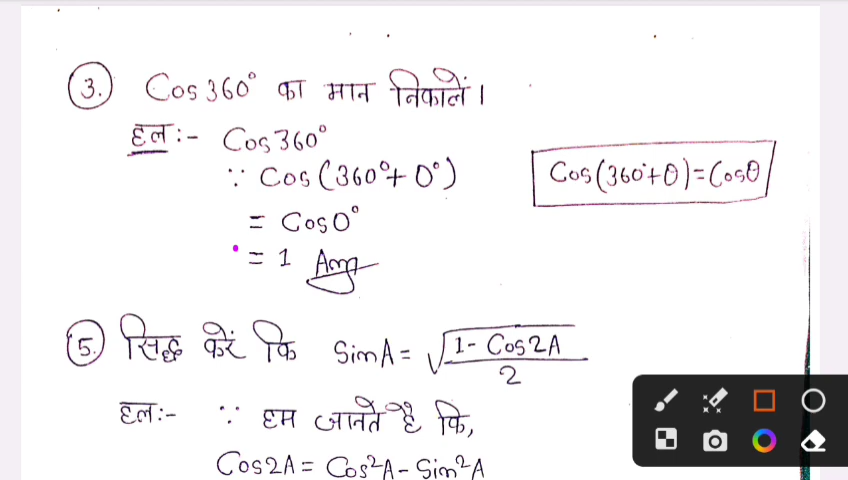 3. Cos 360° का मान निकालें।
हल :- Cos 360°
∵ Cos (360° + 0°)
Cos(360°+θ)=Cosθ
= Cos 0°
= 1 Ans
5. सिद्ध करें कि SinA = √1- Cos2A / 2
हल :- ∵ हम जानते है कि,
Cos2A = Cos²A - Sin²A